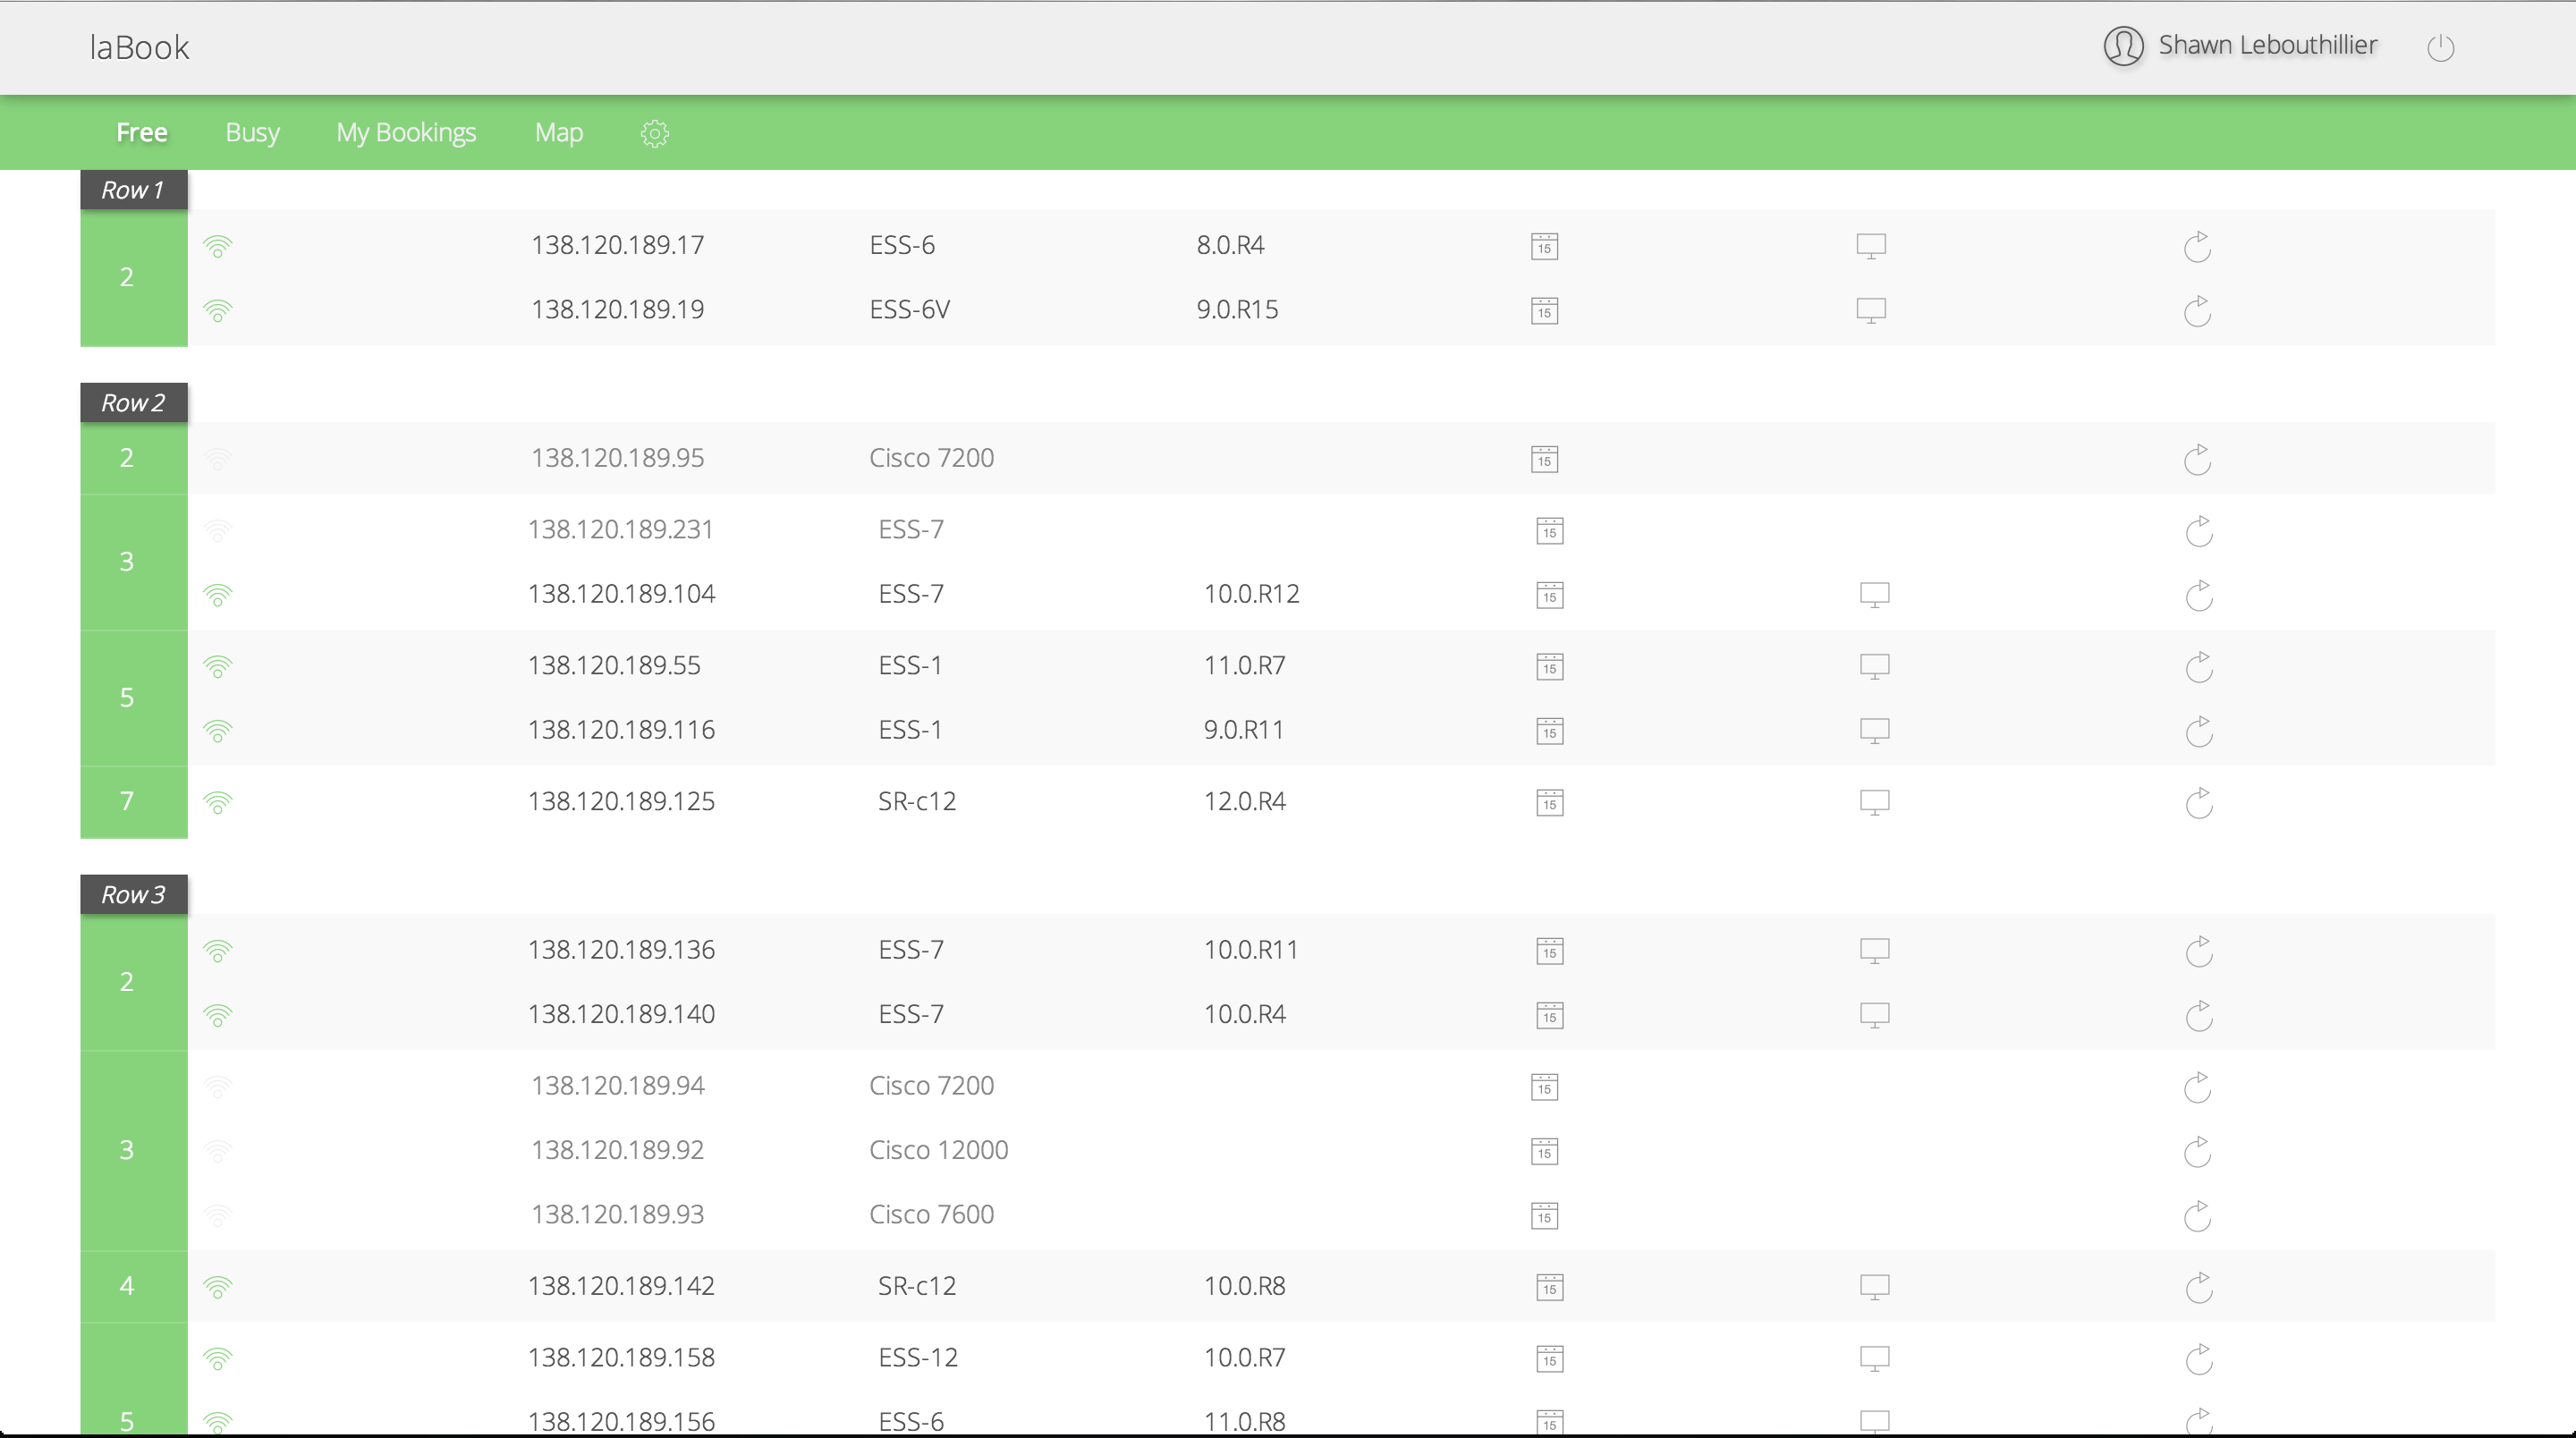 laBook
Shawn Lebouthillier
Free Busy My Bookings Map
Row 1
2
138.120.189.17 ESS-6 8.0.R4 15
138.120.189.19 ESS-6V 9.0.R15 15
Row 2
2
138.120.189.95 Cisco 7200 15
3
138.120.189.231 ESS-7 15
138.120.189.104 ESS-7 10.0.R12 15
5
138.120.189.55 ESS-1 11.0.R7 15
138.120.189.116 ESS-1 9.0.R11 15
7
138.120.189.125 SR-c12 12.0.R4 15
Row 3
2
138.120.189.136 ESS-7 10.0.R11 15
138.120.189.140 ESS-7 10.0.R4 15
3
138.120.189.94 Cisco 7200 15
138.120.189.92 Cisco 12000 15
138.120.189.93 Cisco 7600 15
4
138.120.189.142 SR-c12 10.0.R8 15
5
138.120.189.158 ESS-12 10.0.R7 15
138.120.189.156 ESS-6 11.0.R8 15